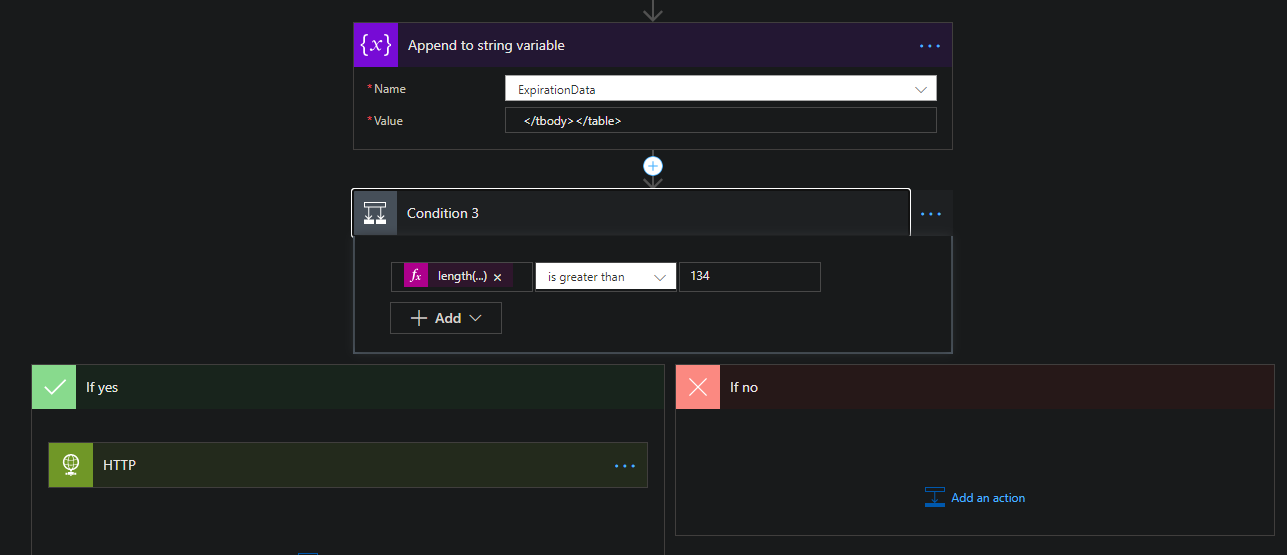 {x} Append to string variable ...
* Name ExpirationData
* Value </tbody></table>
Condition 3 ...
fx length(...) × is greater than 134
+ Add
If yes
If no
HTTP ...
Add an action